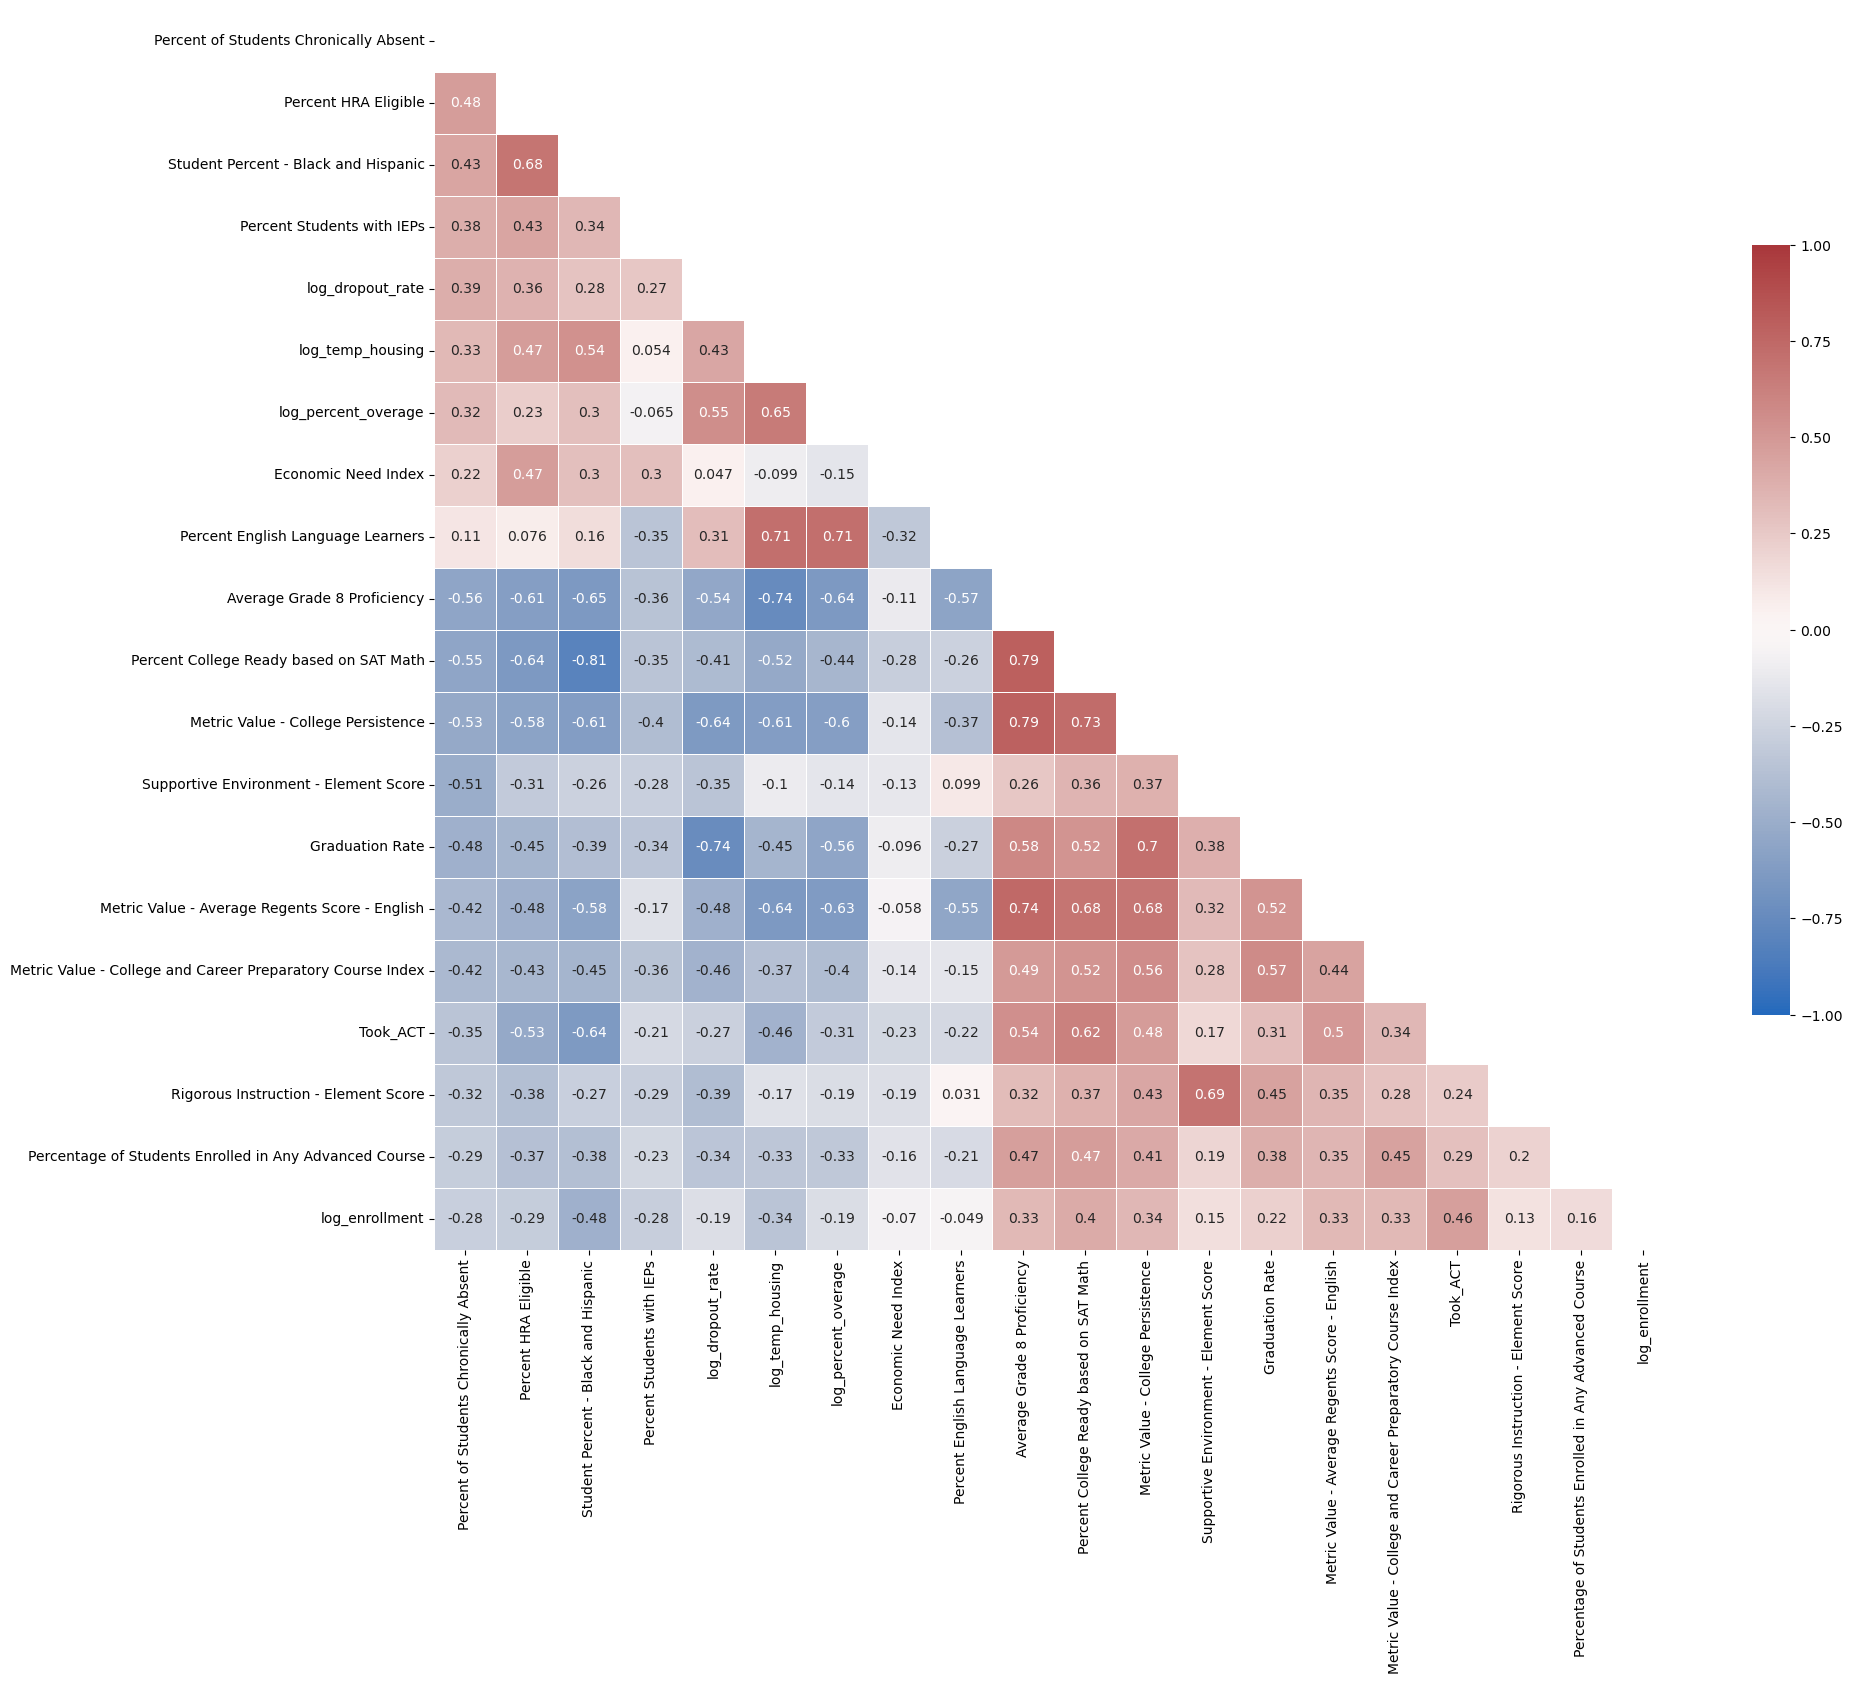 Percent of Students Chronically Absent
Percent HRA Eligible 0.48
Student Percent - Black and Hispanic 0.43 0.68
Percent Students with IEPs 0.38 0.43 0.34
log_dropout_rate 0.39 0.36 0.28 0.27
log_temp_housing 0.33 0.47 0.54 0.054 0.43
log_percent_overage 0.32 0.23 0.3 -0.065 0.55 0.65
Economic Need Index 0.22 0.47 0.3 0.3 0.047 -0.099 -0.15
Percent English Language Learners 0.11 0.076 0.16 -0.35 0.31 0.71 0.71 -0.32
Average Grade 8 Proficiency -0.56 -0.61 -0.65 -0.36 -0.54 -0.74 -0.64 -0.11 -0.57
Percent College Ready based on SAT Math -0.55 -0.64 -0.81 -0.35 -0.41 -0.52 -0.44 -0.28 -0.26 0.79
Metric Value - College Persistence -0.53 -0.58 -0.61 -0.4 -0.64 -0.61 -0.6 -0.14 -0.37 0.79 0.73
Supportive Environment - Element Score -0.51 -0.31 -0.26 -0.28 -0.35 -0.1 -0.14 -0.13 0.099 0.26 0.36 0.37
Graduation Rate -0.48 -0.45 -0.39 -0.34 -0.74 -0.45 -0.56 -0.096 -0.27 0.58 0.52 0.7 0.38
Metric Value - Average Regents Score - English -0.42 -0.48 -0.58 -0.17 -0.48 -0.64 -0.63 -0.058 -0.55 0.74 0.68 0.68 0.32 0.52
Metric Value - College and Career Preparatory Course Index -0.42 -0.43 -0.45 -0.36 -0.46 -0.37 -0.4 -0.14 -0.15 0.49 0.52 0.56 0.28 0.57 0.44
Took_ACT -0.35 -0.53 -0.64 -0.21 -0.27 -0.46 -0.31 -0.23 -0.22 0.54 0.62 0.48 0.17 0.31 0.5 0.34
Rigorous Instruction - Element Score -0.32 -0.38 -0.27 -0.29 -0.39 -0.17 -0.19 -0.19 0.031 0.32 0.37 0.43 0.69 0.45 0.35 0.28 0.24
Percentage of Students Enrolled in Any Advanced Course -0.29 -0.37 -0.38 -0.23 -0.34 -0.33 -0.33 -0.16 -0.21 0.47 0.47 0.41 0.19 0.38 0.35 0.45 0.29 0.2
log_enrollment -0.28 -0.29 -0.48 -0.28 -0.19 -0.34 -0.19 -0.07 -0.049 0.33 0.4 0.34 0.15 0.22 0.33 0.33 0.46 0.13 0.16
Percent of Students Chronically Absent
Percent HRA Eligible
Student Percent - Black and Hispanic
Percent Students with IEPs
log_dropout_rate
log_temp_housing
log_percent_overage
Economic Need Index
Percent English Language Learners
Average Grade 8 Proficiency
Percent College Ready based on SAT Math
Metric Value - College Persistence
Supportive Environment - Element Score
Graduation Rate
Metric Value - Average Regents Score - English
Metric Value - College and Career Preparatory Course Index
Took_ACT
Rigorous Instruction - Element Score
Percentage of Students Enrolled in Any Advanced Course
log_enrollment
1.00
0.75
0.50
0.25
0.00
−0.25
−0.50
−0.75
−1.00